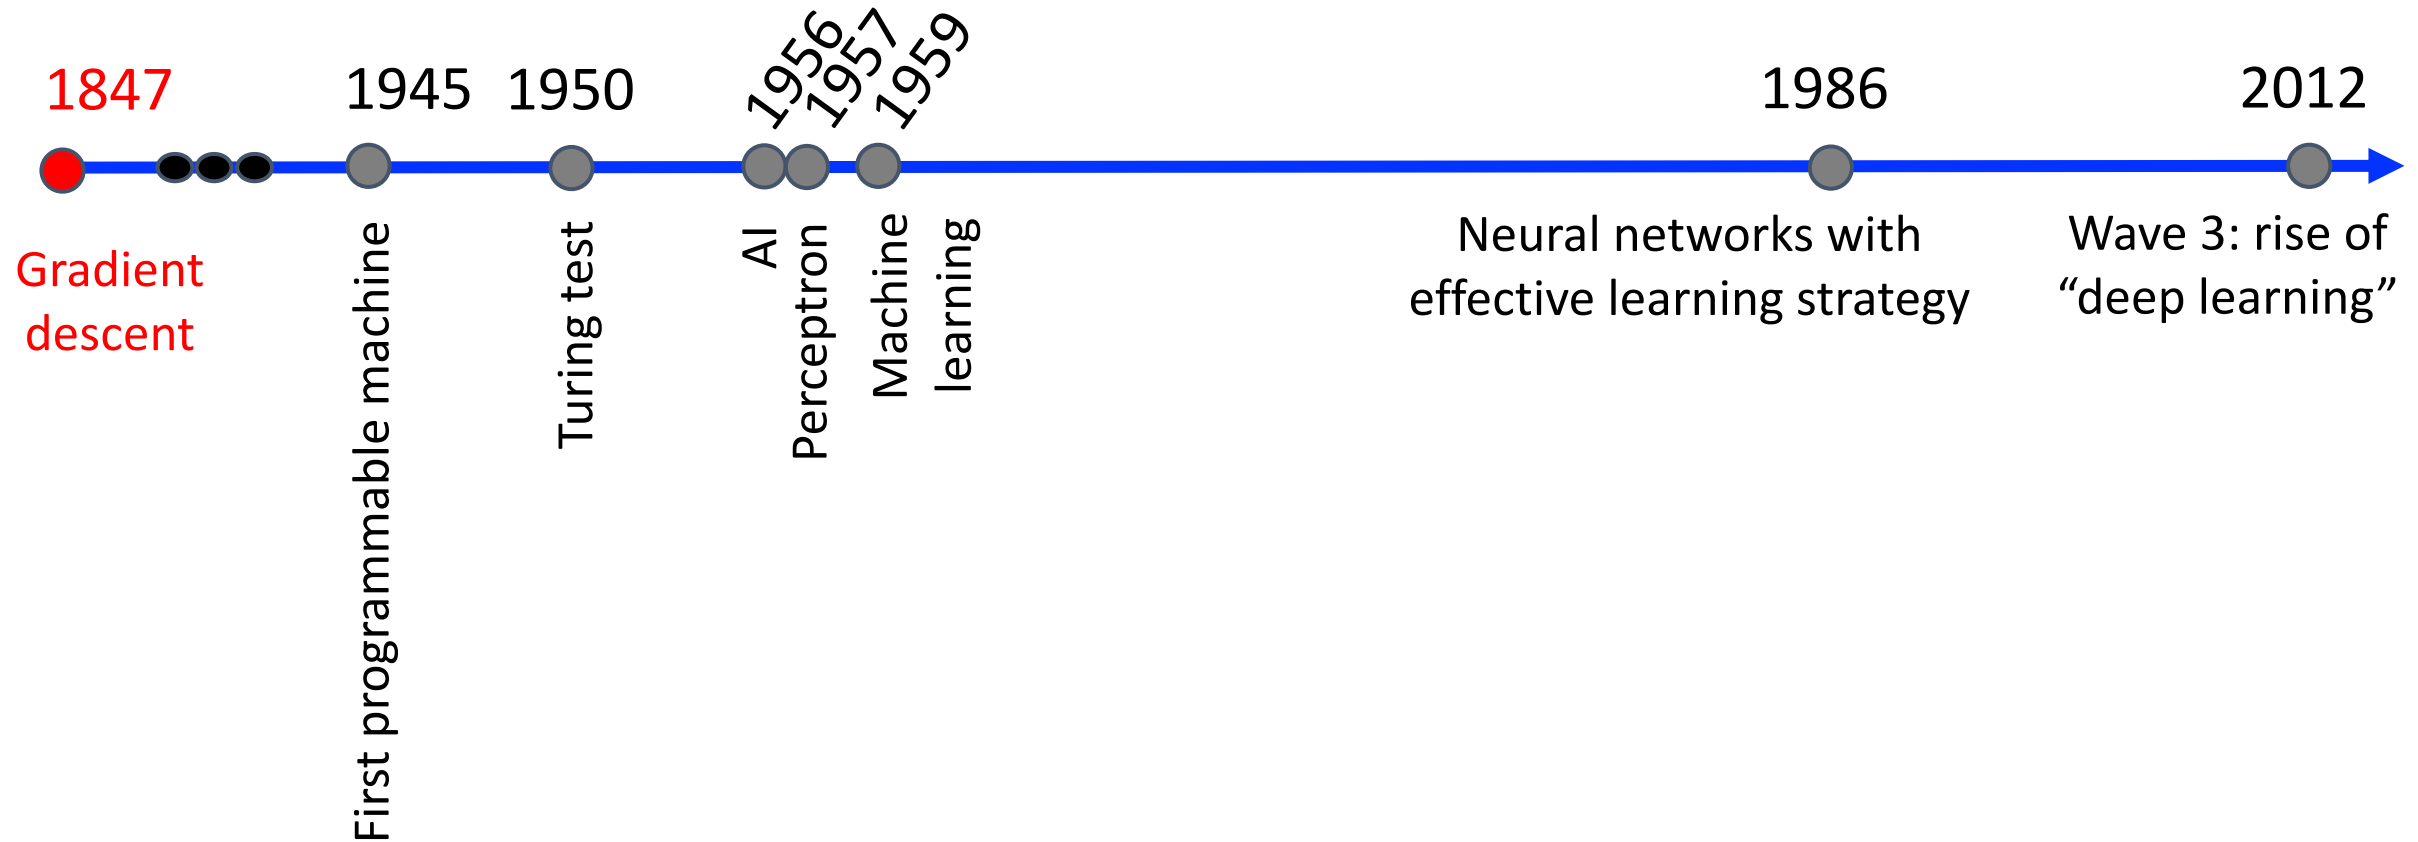 1847
1945
1950
1956
1957
1959
1986
2012
Gradient
descent
First programmable machine
Turing test
AI
Perceptron
Machine
learning
Neural networks with
effective learning strategy
Wave 3: rise of
“deep learning”